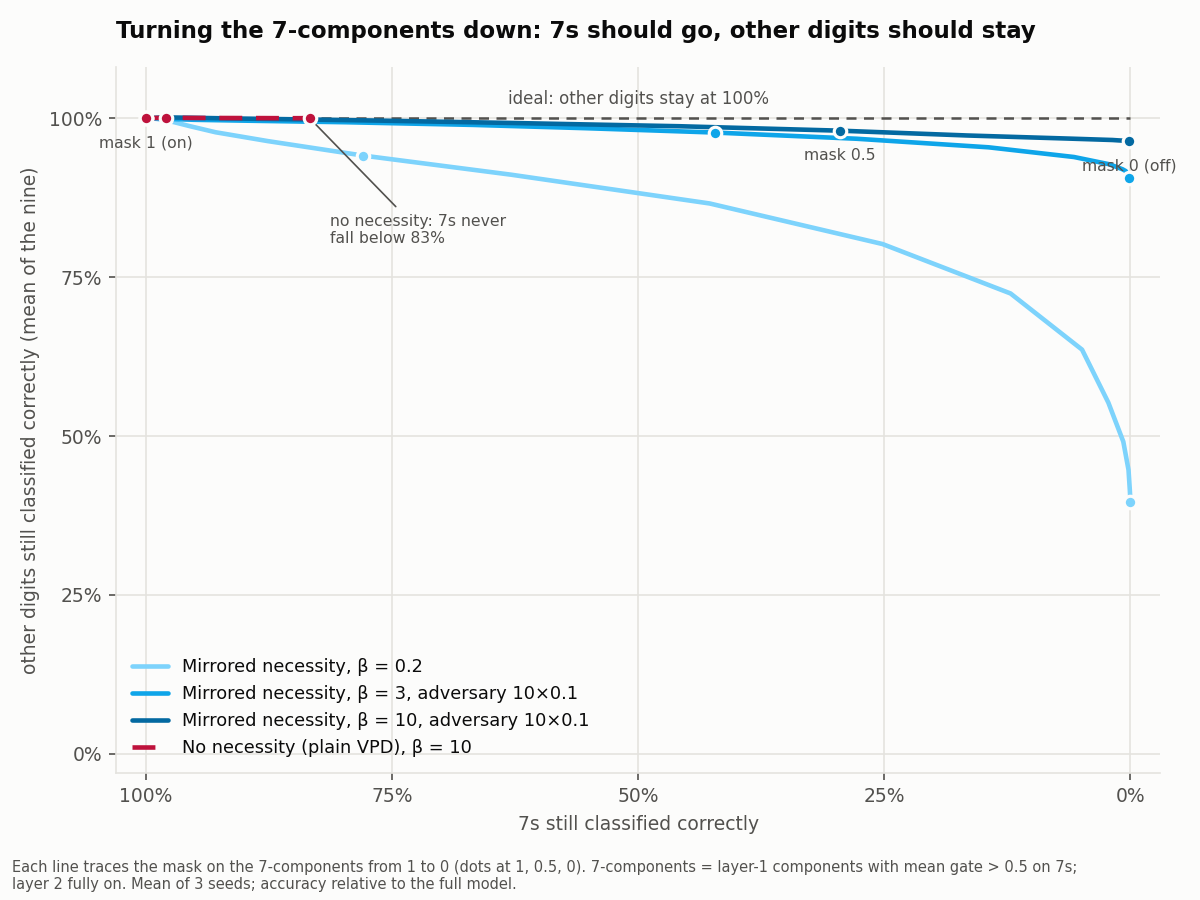 Turning the 7-components down: 7s should go, other digits should stay
ideal: other digits stay at 100%
100%
mask 1 (on)
mask 0.5
mask 0 (off)
no necessity: 7s never
fall below 83%
75%
50%
25%
0%
other digits still classified correctly (mean of the nine)
Mirrored necessity, β = 0.2
Mirrored necessity, β = 3, adversary 10×0.1
Mirrored necessity, β = 10, adversary 10×0.1
No necessity (plain VPD), β = 10
100% 75% 50% 25% 0%
7s still classified correctly
Each line traces the mask on the 7-components from 1 to 0 (dots at 1, 0.5, 0). 7-components = layer-1 components with mean gate > 0.5 on 7s;
layer 2 fully on. Mean of 3 seeds; accuracy relative to the full model.